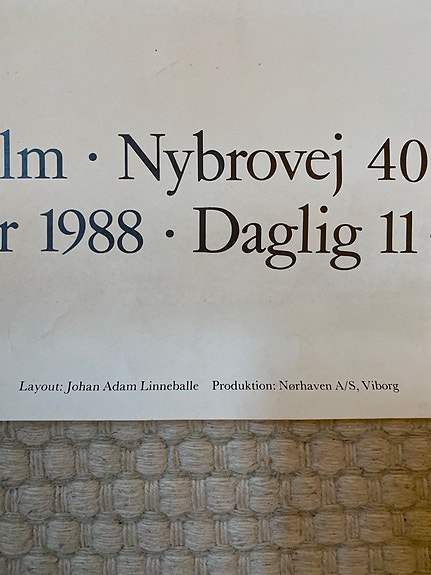 lm · Nybrovej 40
r 1988 · Daglig 11
Layout: Johan Adam Linneballe Produktion: Nørhaven A/S, Viborg